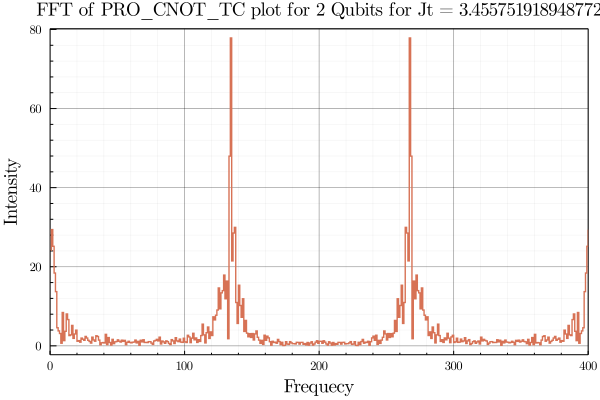 FFT of PRO_CNOT_TC plot for 2 Qubits for Jt = 3.455751918948772
80
60
40
20
0
Intensity
0 100 200 300 400
Frequecy